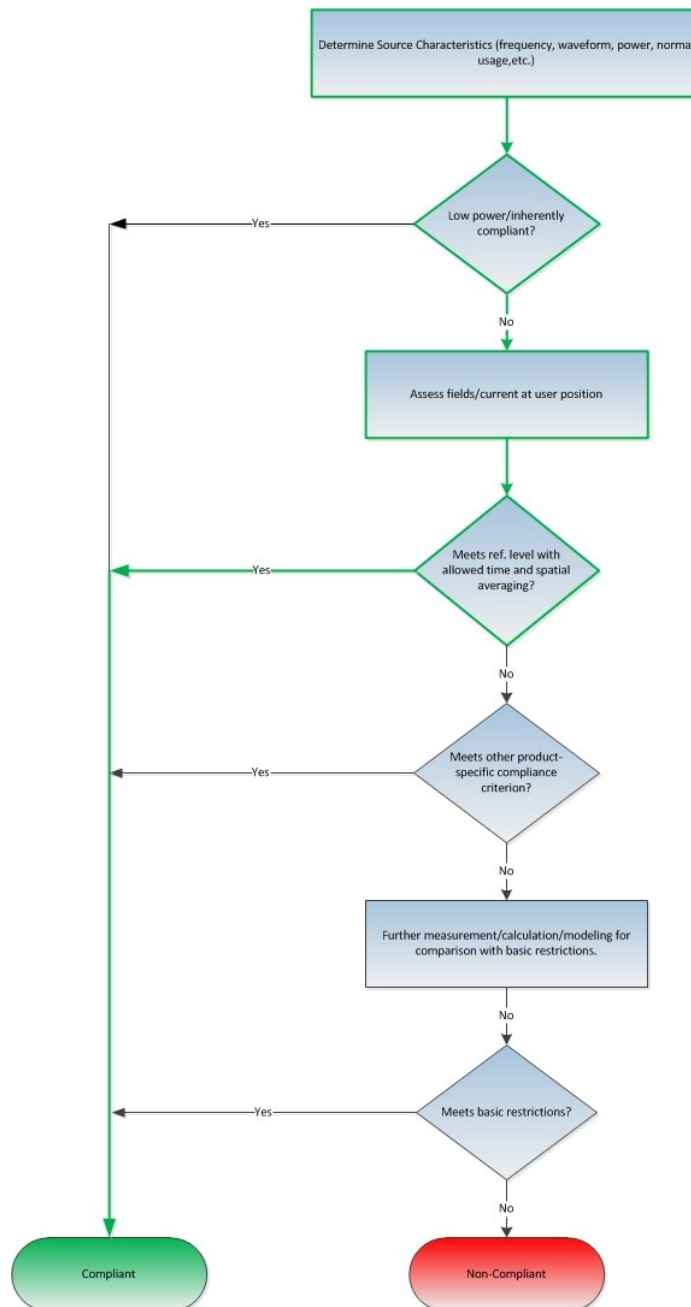 Determine Source Characteristics (frequency, waveform, power, norma
usage,etc.)
Low power/inherently
compliant?
Yes
No
Assess fields/current at user position
Meets ref. level with
allowed time and spatial
averaging?
Yes
No
Meets other product-
specific compliance
criterion?
Yes
No
Further measurement/calculation/modeling for
comparison with basic restrictions.
No
Meets basic restrictions?
Yes
No
Compliant
Non-Compliant